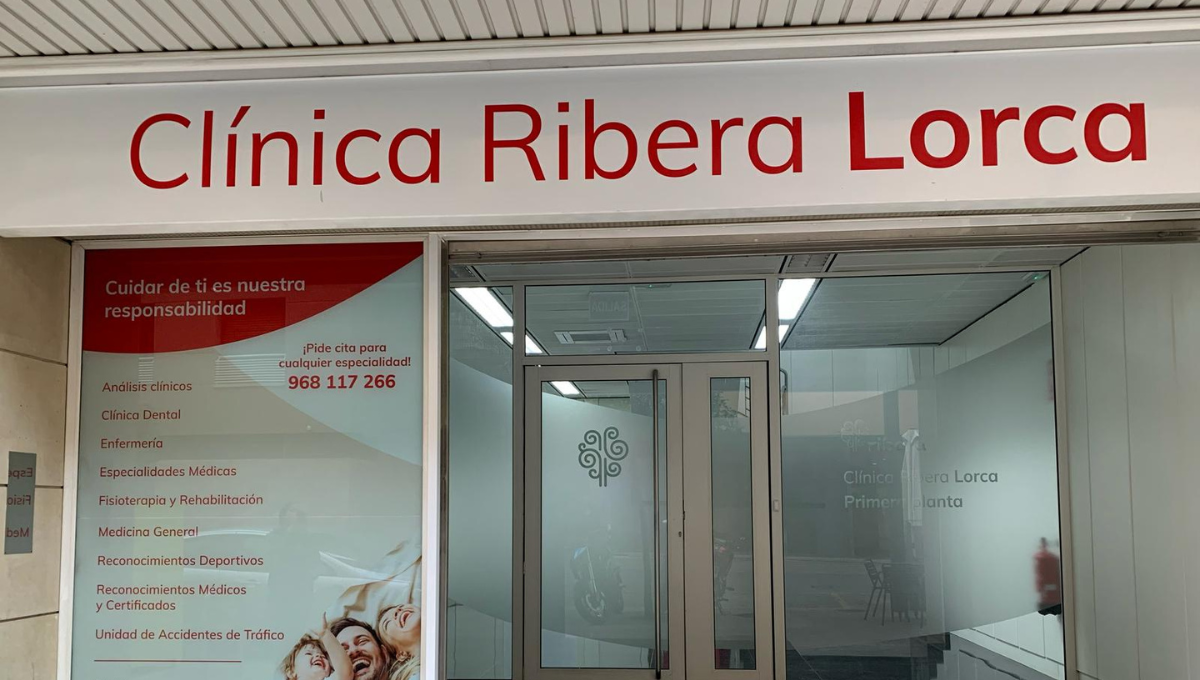 Clínica Ribera Lorca
Cuidar de ti es nuestra
responsabilidad
¡Pide cita para
cualquier especialidad!
968 117 266
Análisis clínicos
Clínica Dental
Enfermería
Especialidades Médicas
Fisioterapia y Rehabilitación
Medicina General
Reconocimientos Deportivos
Reconocimientos Médicos
y Certificados
Unidad de Accidentes de Tráfico
Clínica Ribera Lorca
Primera planta